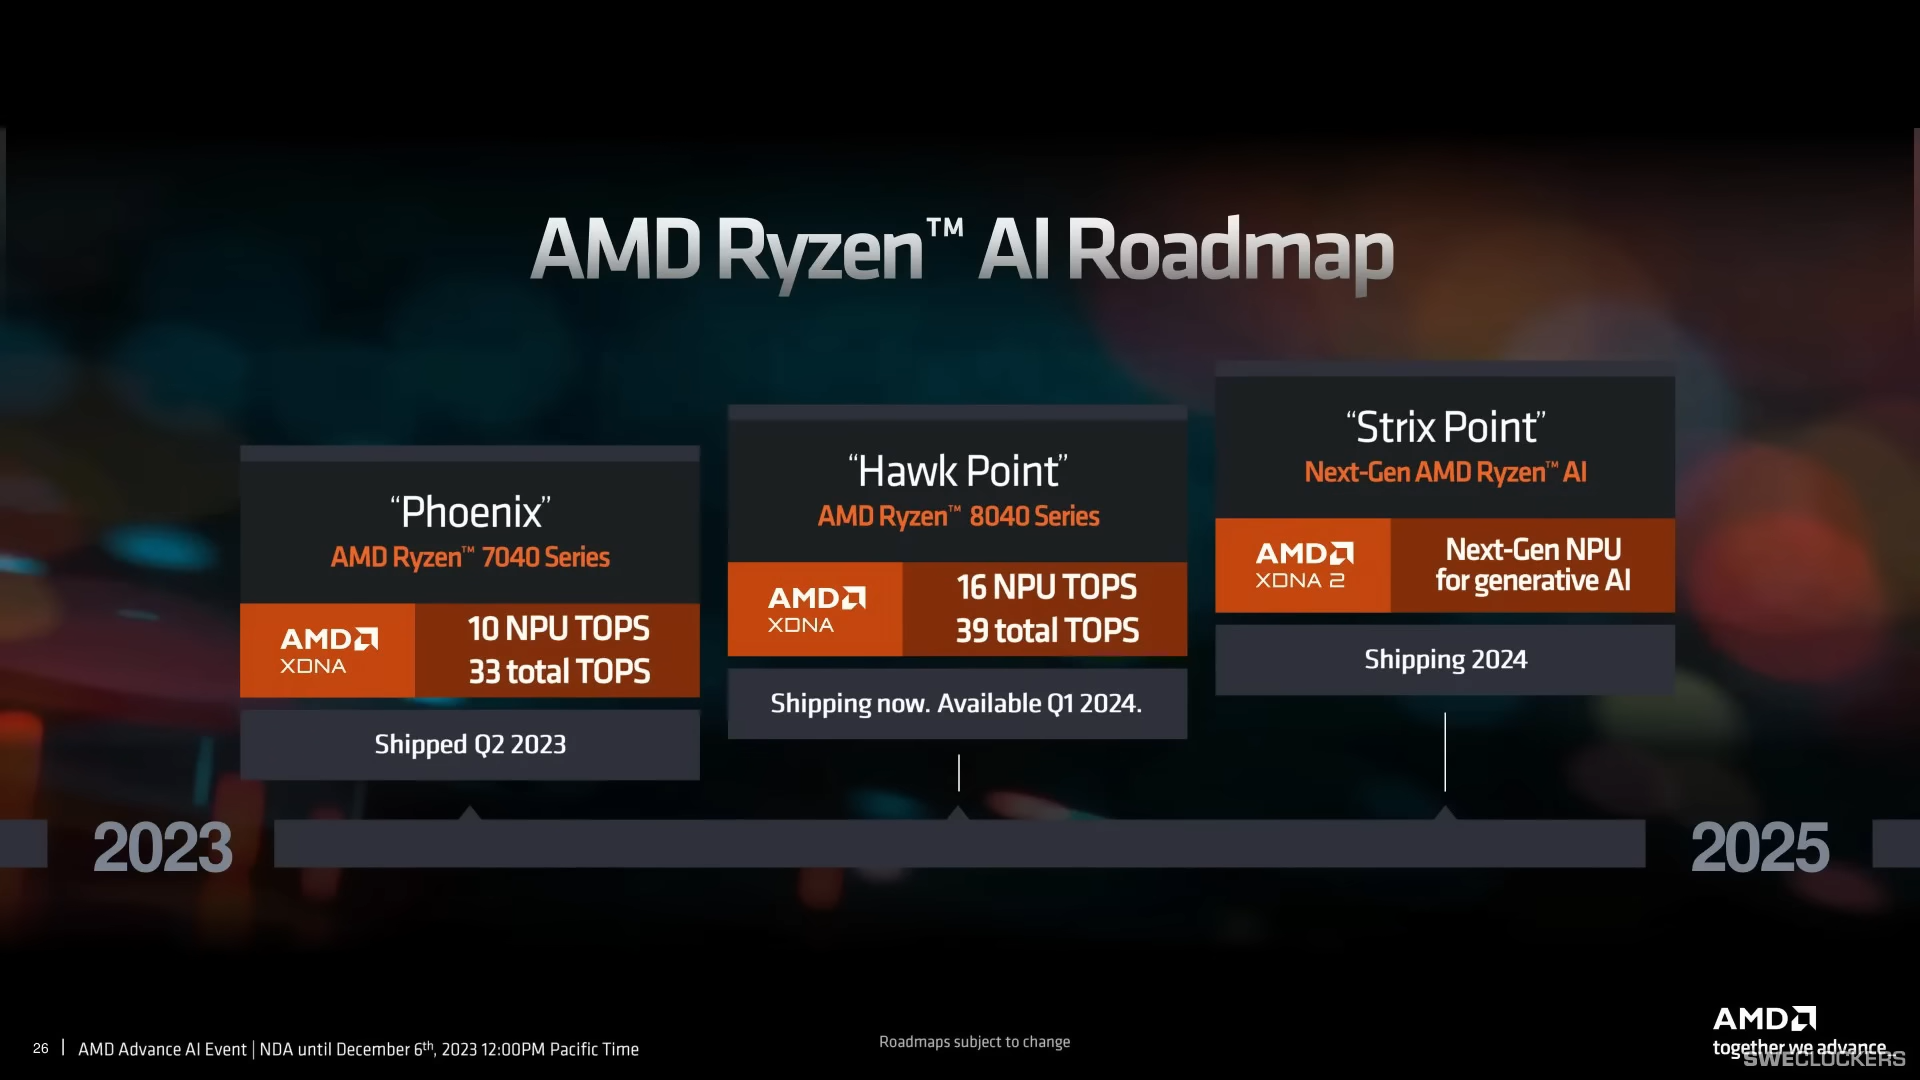 AMD Ryzen™ AI Roadmap
“Phoenix”
AMD Ryzen™ 7040 Series
AMD
XDNA
10 NPU TOPS
33 total TOPS
Shipped Q2 2023
“Hawk Point”
AMD Ryzen™ 8040 Series
AMD
XDNA
16 NPU TOPS
39 total TOPS
Shipping now. Available Q1 2024.
“Strix Point”
Next-Gen AMD Ryzen™ AI
AMD
XDNA 2
Next-Gen NPU
for generative AI
Shipping 2024
2023
2025
26 | AMD Advance AI Event | NDA until December 6th, 2023 12:00PM Pacific Time
Roadmaps subject to change
AMD
together we advance_
SWECLOCKERS